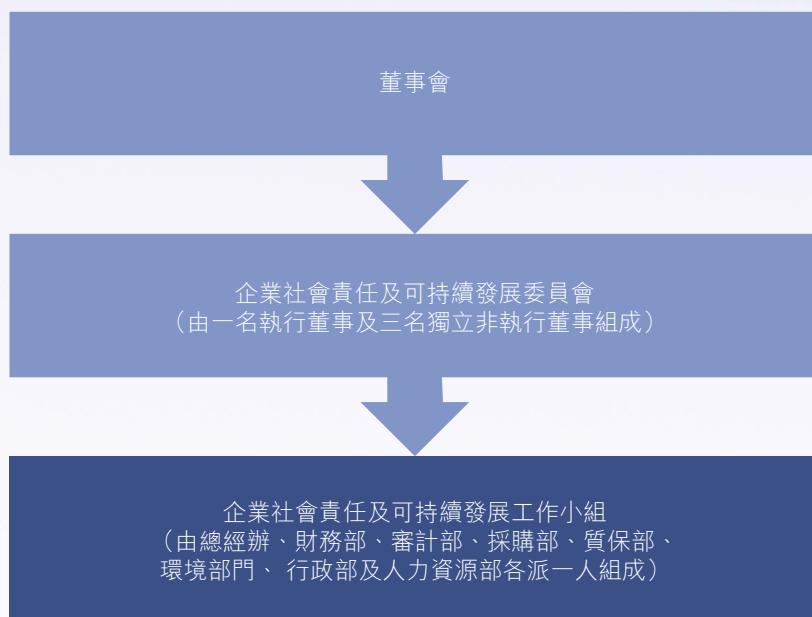 董事會
企業社會責任及可持續發展委員會
（由一名執行董事及三名獨立非執行董事組成）
企業社會責任及可持續發展工作小組
（由總經辦、財務部、審計部、採購部、質保部、
環境部門、 行政部及人力資源部各派一人組成）